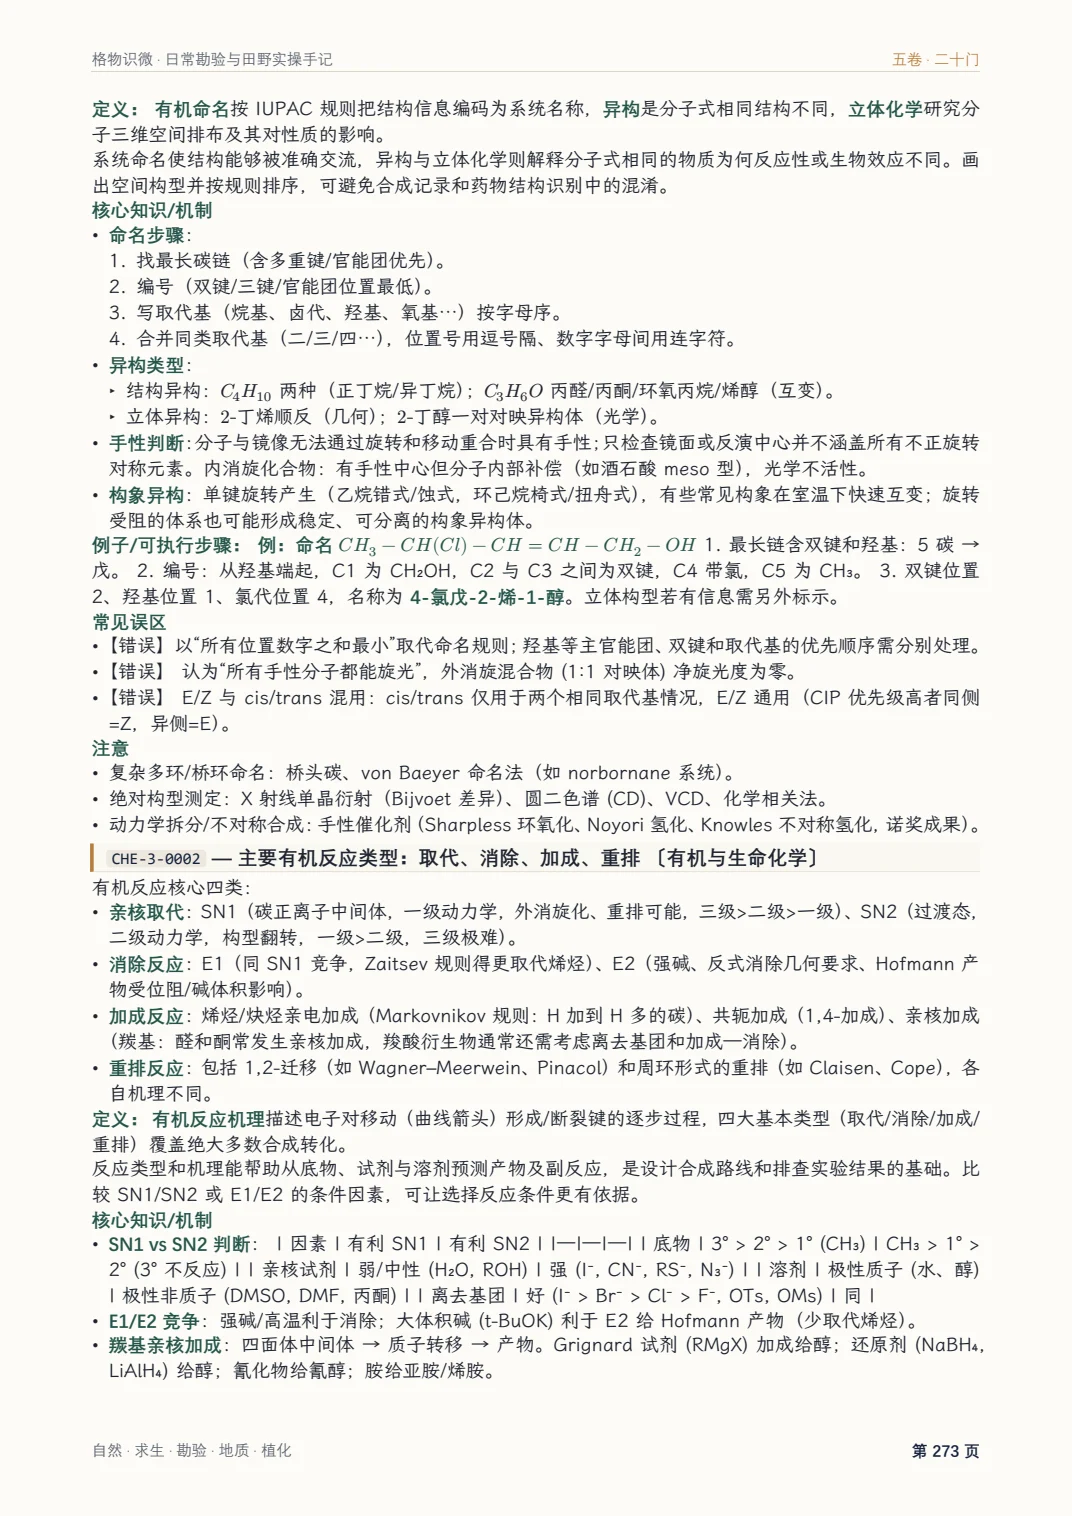 格物识微 · 日常勘验与田野实操手记
五卷 · 二十门
定义： 有机命名按 IUPAC 规则把结构信息编码为系统名称，异构是分子式相同结构不同，立体化学研究分
子三维空间排布及其对性质的影响。
系统命名使结构能够被准确交流，异构与立体化学则解释分子式相同的物质为何反应性或生物效应不同。画
出空间构型并按规则排序，可避免合成记录和药物结构识别中的混淆。
核心知识/机制
• 命名步骤：
1. 找最长碳链（含多重键/官能团优先）。
2. 编号（双键/三键/官能团位置最低）。
3. 写取代基（烷基、卤代、羟基、氧基…）按字母序。
4. 合并同类取代基（二/三/四…），位置号用逗号隔、数字字母间用连字符。
• 异构类型：
‣ 结构异构：C₄H₁₀ 两种（正丁烷/异丁烷）；C₃H₆O 丙醛/丙酮/环氧丙烷/烯醇（互变）。
‣ 立体异构：2-丁烯顺反（几何）；2-丁醇一对对映异构体（光学）。
• 手性判断：分子与镜像无法通过旋转和移动重合时具有手性；只检查镜面或反演中心并不涵盖所有不正旋转
对称元素。内消旋化合物：有手性中心但分子内部补偿（如酒石酸 meso 型），光学不活性。
• 构象异构：单键旋转产生（乙烷错式/蚀式，环己烷椅式/扭舟式），有些常见构象在室温下快速互变；旋转
受阻的体系也可能形成稳定、可分离的构象异构体。
例子/可执行步骤： 例：命名 CH₃ − CH(Cl) − CH = CH − CH₂ − OH 1. 最长链含双键和羟基：5 碳 →
戊。 2. 编号：从羟基端起，C1 为 CH₂OH，C2 与 C3 之间为双键，C4 带氯，C5 为 CH₃。 3. 双键位置
2、羟基位置 1、氯代位置 4，名称为 4-氯戊-2-烯-1-醇。立体构型若有信息需另外标示。
常见误区
• 【错误】以“所有位置数字之和最小”取代命名规则；羟基等主官能团、双键和取代基的优先顺序需分别处理。
• 【错误】 认为“所有手性分子都能旋光”，外消旋混合物 (1:1 对映体) 净旋光度为零。
• 【错误】 E/Z 与 cis/trans 混用：cis/trans 仅用于两个相同取代基情况，E/Z 通用（CIP 优先级高者同侧
=Z，异侧=E）。
注意
• 复杂多环/桥环命名：桥头碳、von Baeyer 命名法（如 norbornane 系统）。
• 绝对构型测定：X 射线单晶衍射（Bijvoet 差异）、圆二色谱 (CD)、VCD、化学相关法。
• 动力学拆分/不对称合成：手性催化剂（Sharpless 环氧化、Noyori 氢化、Knowles 不对称氢化，诺奖成果）。
CHE-3-0002 — 主要有机反应类型：取代、消除、加成、重排 〔有机与生命化学〕
有机反应核心四类：
• 亲核取代：SN1（碳正离子中间体，一级动力学，外消旋化、重排可能，三级>二级>一级）、SN2（过渡态，
二级动力学，构型翻转，一级>二级，三级极难）。
• 消除反应：E1（同 SN1 竞争，Zaitsev 规则得更取代烯烃）、E2（强碱、反式消除几何要求、Hofmann 产
物受位阻/碱体积影响）。
• 加成反应：烯烃/炔烃亲电加成（Markovnikov 规则：H 加到 H 多的碳）、共轭加成（1,4-加成）、亲核加成
（羰基：醛和酮常发生亲核加成，羧酸衍生物通常还需考虑离去基团和加成—消除）。
• 重排反应：包括 1,2-迁移（如 Wagner–Meerwein、Pinacol）和周环形式的重排（如 Claisen、Cope），各
自机理不同。
定义： 有机反应机理描述电子对移动（曲线箭头）形成/断裂键的逐步过程，四大基本类型（取代/消除/加成/
重排）覆盖绝大多数合成转化。
反应类型和机理能帮助从底物、试剂与溶剂预测产物及副反应，是设计合成路线和排查实验结果的基础。比
较 SN1/SN2 或 E1/E2 的条件因素，可让选择反应条件更有依据。
核心知识/机制
• SN1 vs SN2 判断： | 因素 | 有利 SN1 | 有利 SN2 | |—|—|—| | 底物 | 3° > 2° > 1° (CH₃) | CH₃ > 1° >
2° (3° 不反应) | | 亲核试剂 | 弱/中性 (H₂O, ROH) | 强 (I⁻, CN⁻, RS⁻, N₃⁻) | | 溶剂 | 极性质子 (水、醇)
| 极性非质子 (DMSO, DMF, 丙酮) | | 离去基团 | 好 (I⁻ > Br⁻ > Cl⁻ > F⁻, OTs, OMs) | 同 |
• E1/E2 竞争：强碱/高温利于消除；大体积碱 (t-BuOK) 利于 E2 给 Hofmann 产物（少取代烯烃）。
• 羰基亲核加成：四面体中间体 → 质子转移 → 产物。Grignard 试剂 (RMgX) 加成给醇；还原剂 (NaBH₄,
LiAlH₄) 给醇；氰化物给氰醇；胺给亚胺/烯胺。
自然 · 求生 · 勘验 · 地质 · 植化
第 273 页